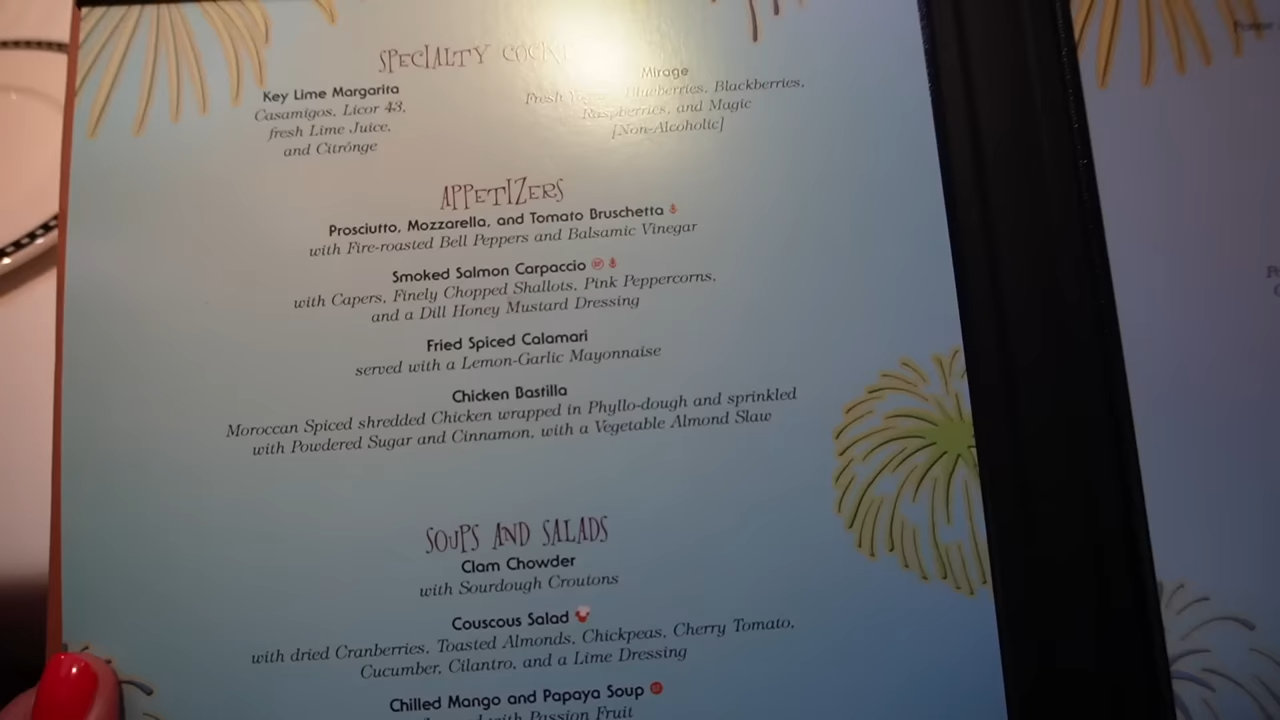 SPECIALTY COCK
Key Lime Margarita
Casamigos, Licor 43,
fresh Lime Juice,
and Citrónge
Mirage
Fresh Blueberries, Blackberries,
Raspberries, and Magic
[Non-Alcoholic]
APPETIZERS
Prosciutto, Mozzarella, and Tomato Bruschetta
with Fire-roasted Bell Peppers and Balsamic Vinegar
Smoked Salmon Carpaccio
with Capers, Finely Chopped Shallots, Pink Peppercorns,
and a Dill Honey Mustard Dressing
Fried Spiced Calamari
served with a Lemon-Garlic Mayonnaise
Chicken Bastilla
Moroccan Spiced shredded Chicken wrapped in Phyllo-dough and sprinkled
with Powdered Sugar and Cinnamon, with a Vegetable Almond Slaw
SOUPS AND SALADS
Clam Chowder
with Sourdough Croutons
Couscous Salad
with dried Cranberries, Toasted Almonds, Chickpeas, Cherry Tomato,
Cucumber, Cilantro, and a Lime Dressing
Chilled Mango and Papaya Soup
with Passion Fruit